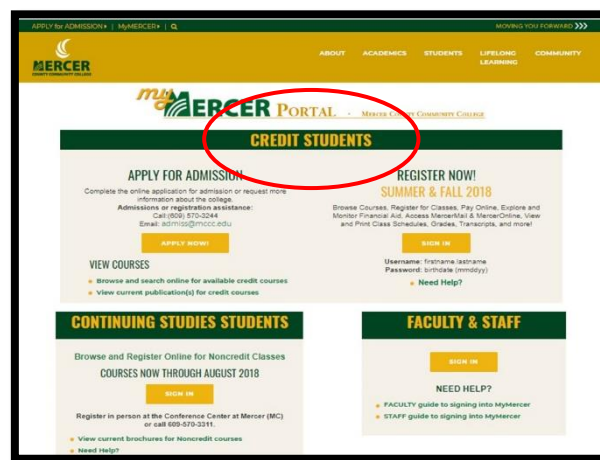 APPLY for ADMISSION | MyMERCER | MOVING YOU FORWARD
MERCER
COUNTY COMMUNITY COLLEGE
ABOUT ACADEMICS STUDENTS LIFELONG LEARNING COMMUNITY
my MERCER PORTAL - MERCER COUNTY COMMUNITY COLLEGE
CREDIT STUDENTS
APPLY FOR ADMISSION
Complete the online application for admission or request more
information about the college.
Admissions or registration assistance:
Call:(609) 570-3244
Email: admiss@mccc.edu
APPLY NOW!
VIEW COURSES
Browse and search online for available credit courses
View current publication(s) for credit courses
REGISTER NOW!
SUMMER & FALL 2018
Browse Courses, Register for Classes, Pay Online, Explore and
Monitor Financial Aid, Access MercerMail & MercerOnline, View
and Print Class Schedules, Grades, Transcripts, and more!
SIGN IN
Username: firstname.lastname
Password: birthdate (mmddyy)
Need Help?
CONTINUING STUDIES STUDENTS
Browse and Register Online for Noncredit Classes
COURSES NOW THROUGH AUGUST 2018
SIGN IN
Register in person at the Conference Center at Mercer (MC)
or call 609-570-3311.
View current brochures for Noncredit courses
Need Help?
FACULTY & STAFF
SIGN IN
NEED HELP?
FACULTY guide to signing into MyMercer
STAFF guide to signing into MyMercer